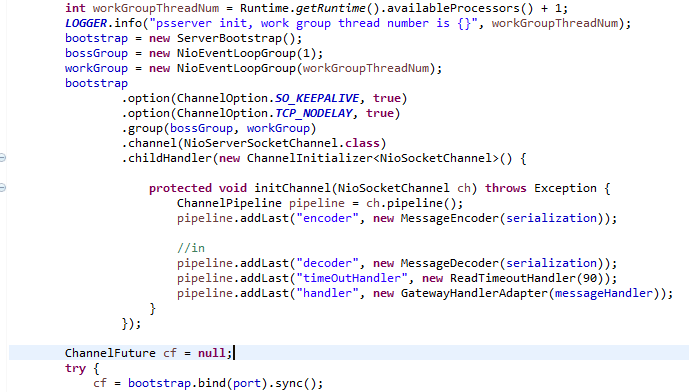 int workGroupThreadNum = Runtime.getRuntime().availableProcessors() + 1;
LOGGER.info("psserver init, work group thread number is {}", workGroupThreadNum);
bootstrap = new ServerBootstrap();
bossGroup = new NioEventLoopGroup(1);
workGroup = new NioEventLoopGroup(workGroupThreadNum);
bootstrap
.option(ChannelOption.SO_KEEPALIVE, true)
.option(ChannelOption.TCP_NODELAY, true)
.group(bossGroup, workGroup)
.channel(NioServerSocketChannel.class)
.childHandler(new ChannelInitializer<NioSocketChannel>() {
protected void initChannel(NioSocketChannel ch) throws Exception {
ChannelPipeline pipeline = ch.pipeline();
pipeline.addLast("encoder", new MessageEncoder(serialization));
//in
pipeline.addLast("decoder", new MessageDecoder(serialization));
pipeline.addLast("timeOutHandler", new ReadTimeoutHandler(90));
pipeline.addLast("handler", new GatewayHandlerAdapter(messageHandler));
}
});
ChannelFuture cf = null;
try {
cf = bootstrap.bind(port).sync();